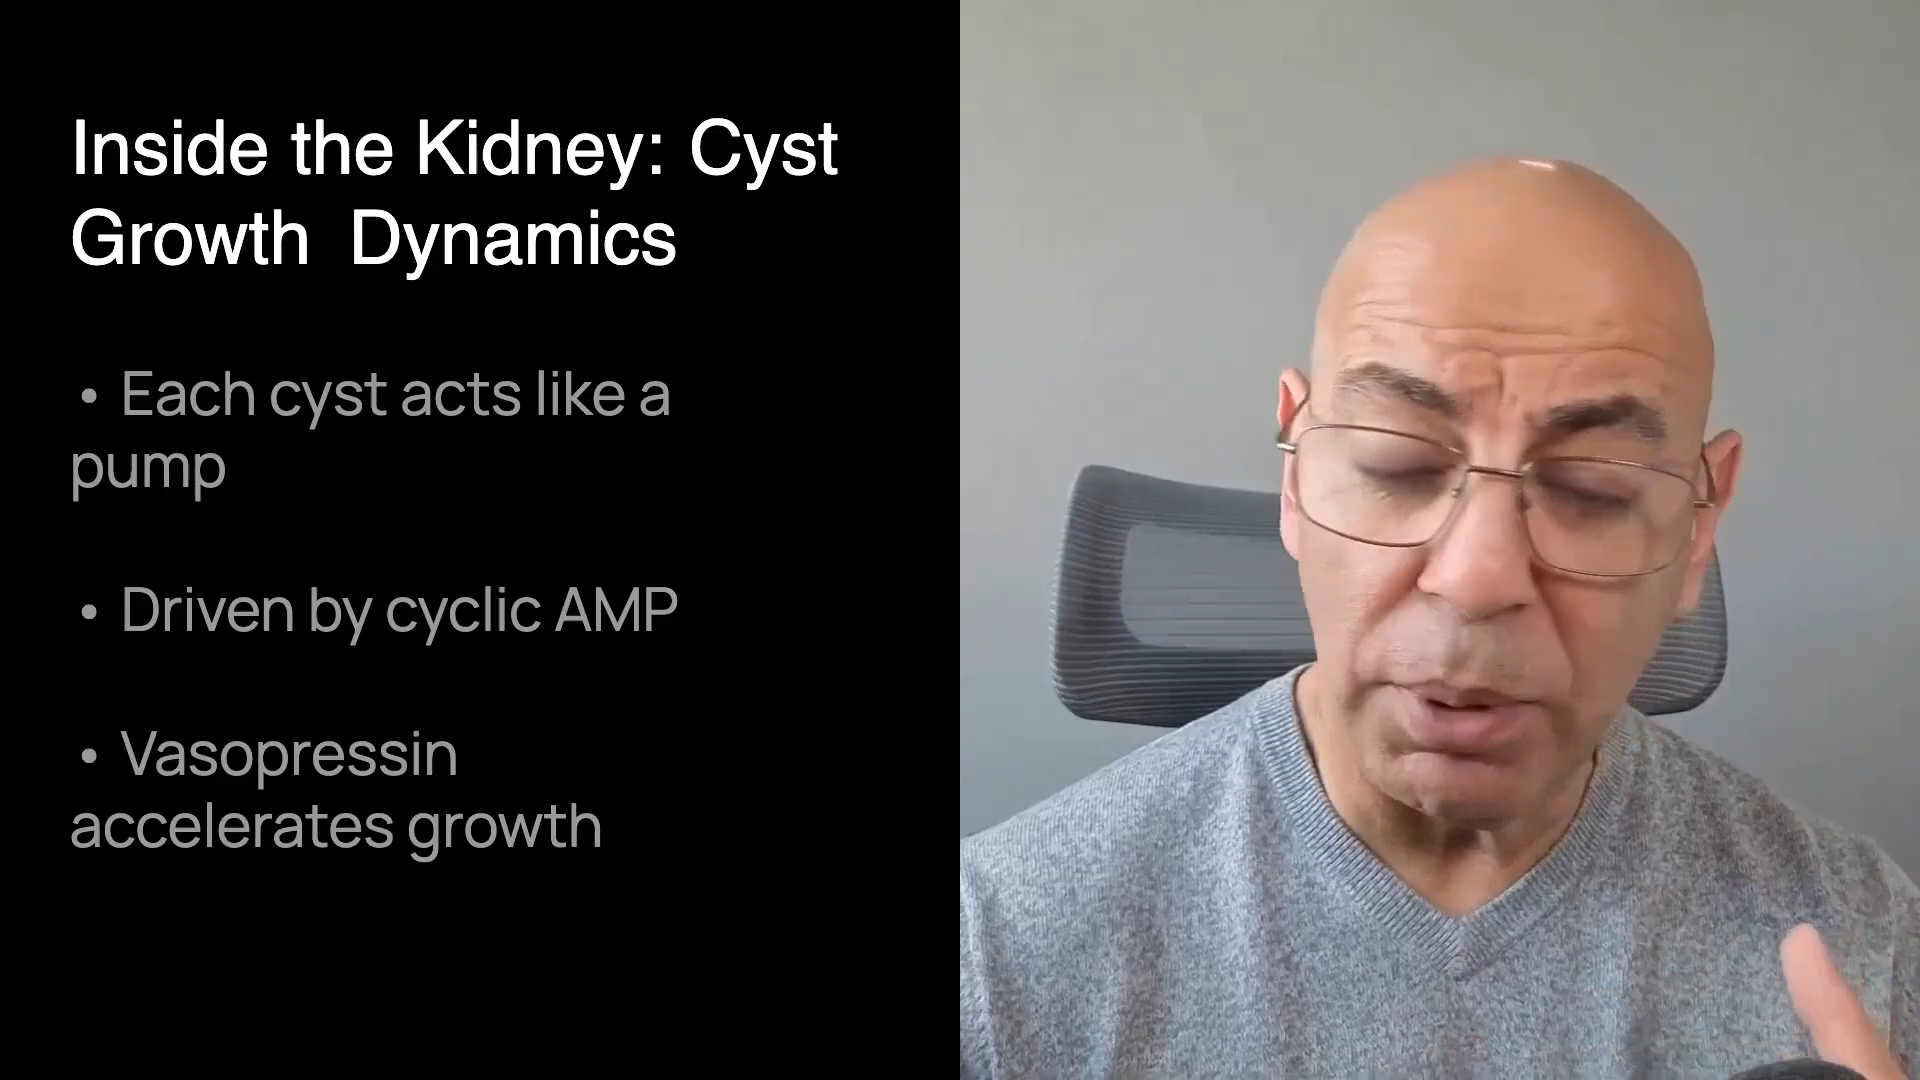 Inside the Kidney: Cyst
Growth  Dynamics
• Each cyst acts like a
pump
• Driven by cyclic AMP
• Vasopressin
accelerates growth